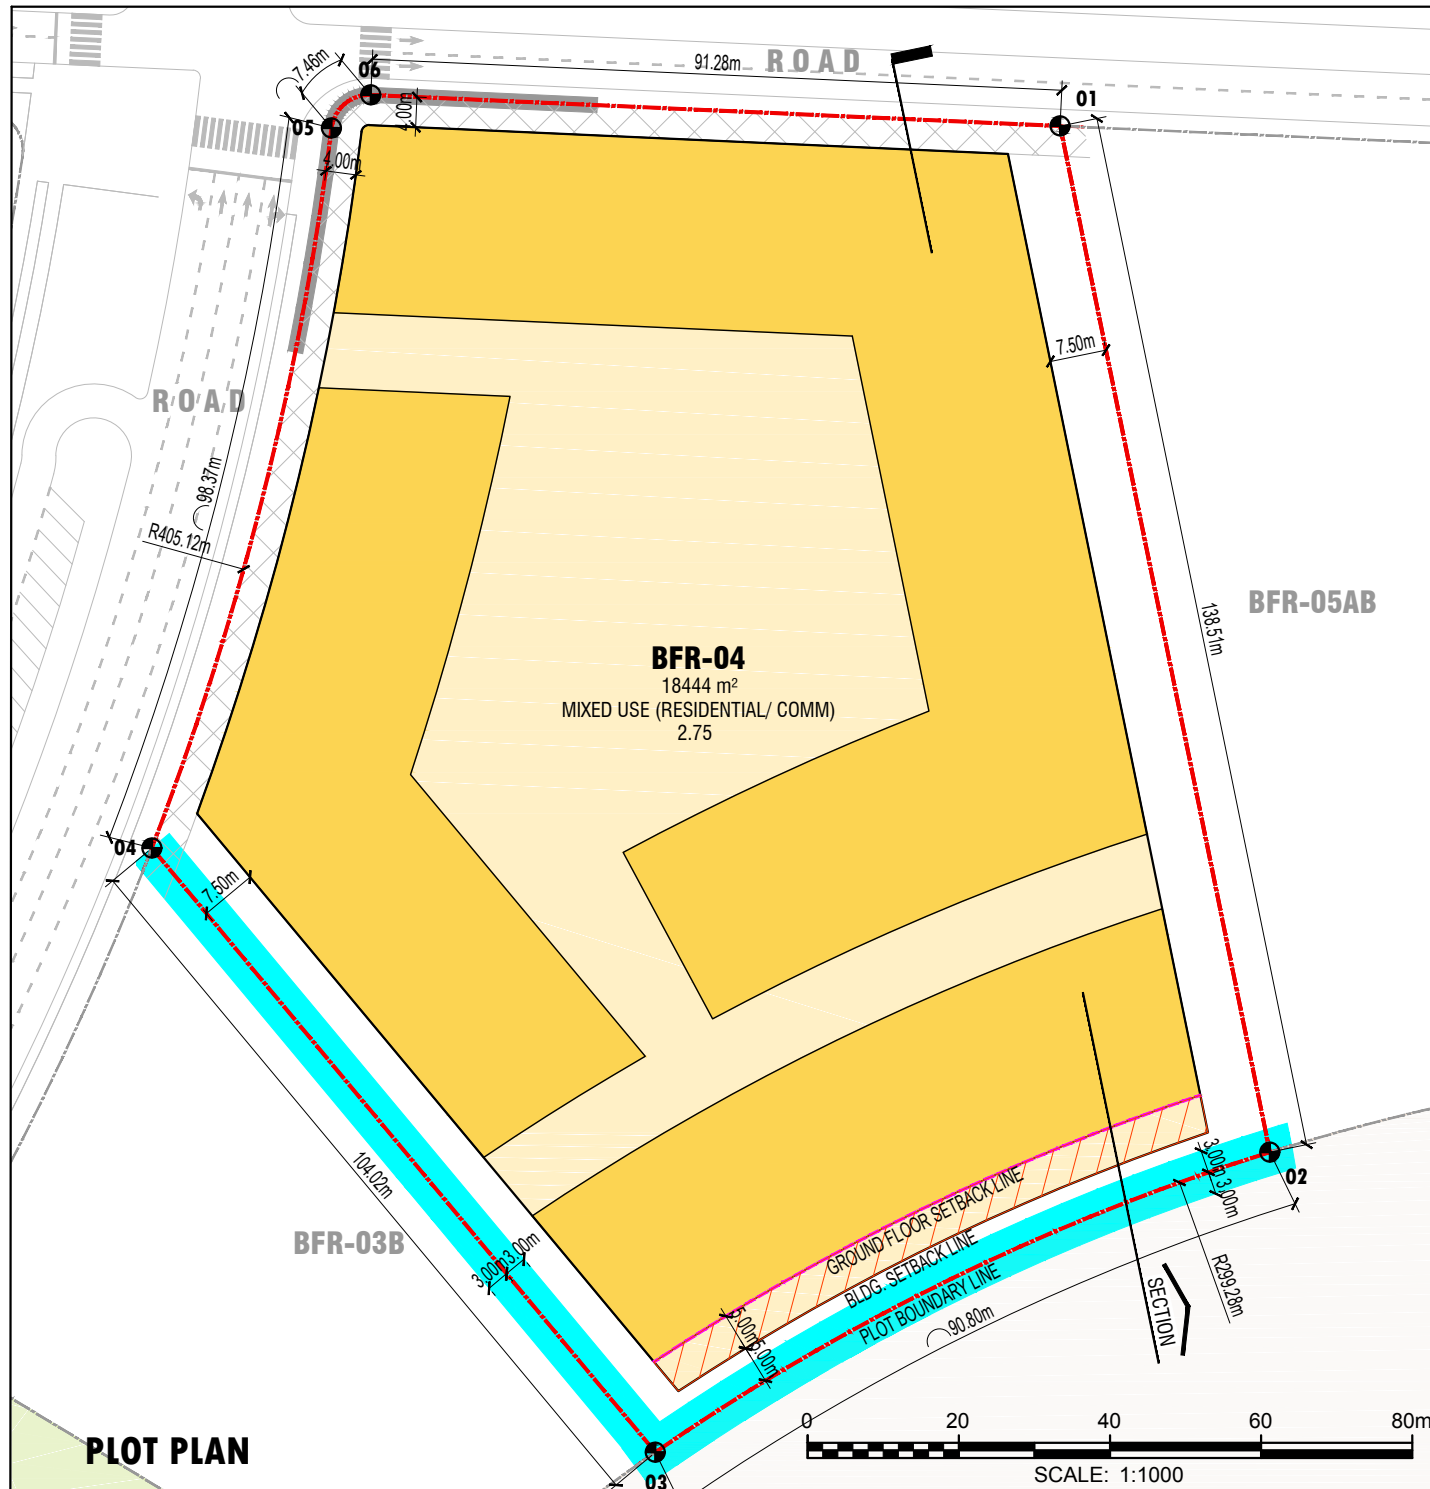 7.46m
06
91.28m
ROAD
01
05
4.00m
4.00m
7.50m
ROAD
98.37m
R405.12m
138.51m
BFR-05AB
BFR-04
18444 m²
MIXED USE (RESIDENTIAL/ COMM)
2.75
04
7.50m
104.02m
BFR-03B
3.00m
3.00m
GROUND FLOOR SETBACK LINE
BLDG. SETBACK LINE
PLOT BOUNDARY LINE
3.00m
3.00m
02
R299.28m
SECTION
5.00m
5.00m
90.80m
03
PLOT PLAN
0 20 40 60 80m
SCALE: 1:1000